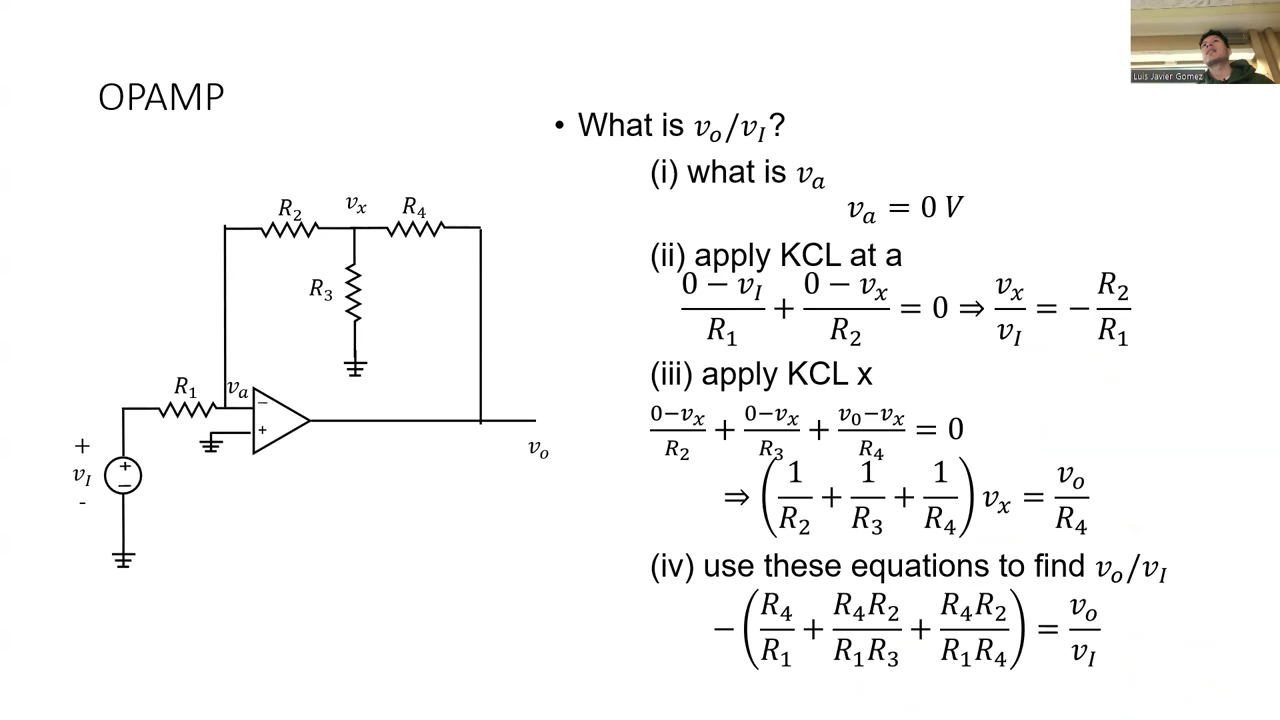 OPAMP
• What is v_o/v_I?
(i) what is v_a
v_a = 0 V
(ii) apply KCL at a
(0 − v_I)/R_1 + (0 − v_x)/R_2 = 0 ⇒ v_x/v_I = − R_2/R_1
(iii) apply KCL x
(0−v_x)/R_2 + (0−v_x)/R_3 + (v_0−v_x)/R_4 = 0
⇒ (1/R_2 + 1/R_3 + 1/R_4) v_x = v_o/R_4
(iv) use these equations to find v_o/v_I
− (R_4/R_1 + R_4R_2/R_1R_3 + R_4R_2/R_1R_4) = v_o/v_I
R_2 v_x R_4
R_3
R_1 v_a
−
+
+
v_I
-
+
−
v_o
Luis Javier Gomez